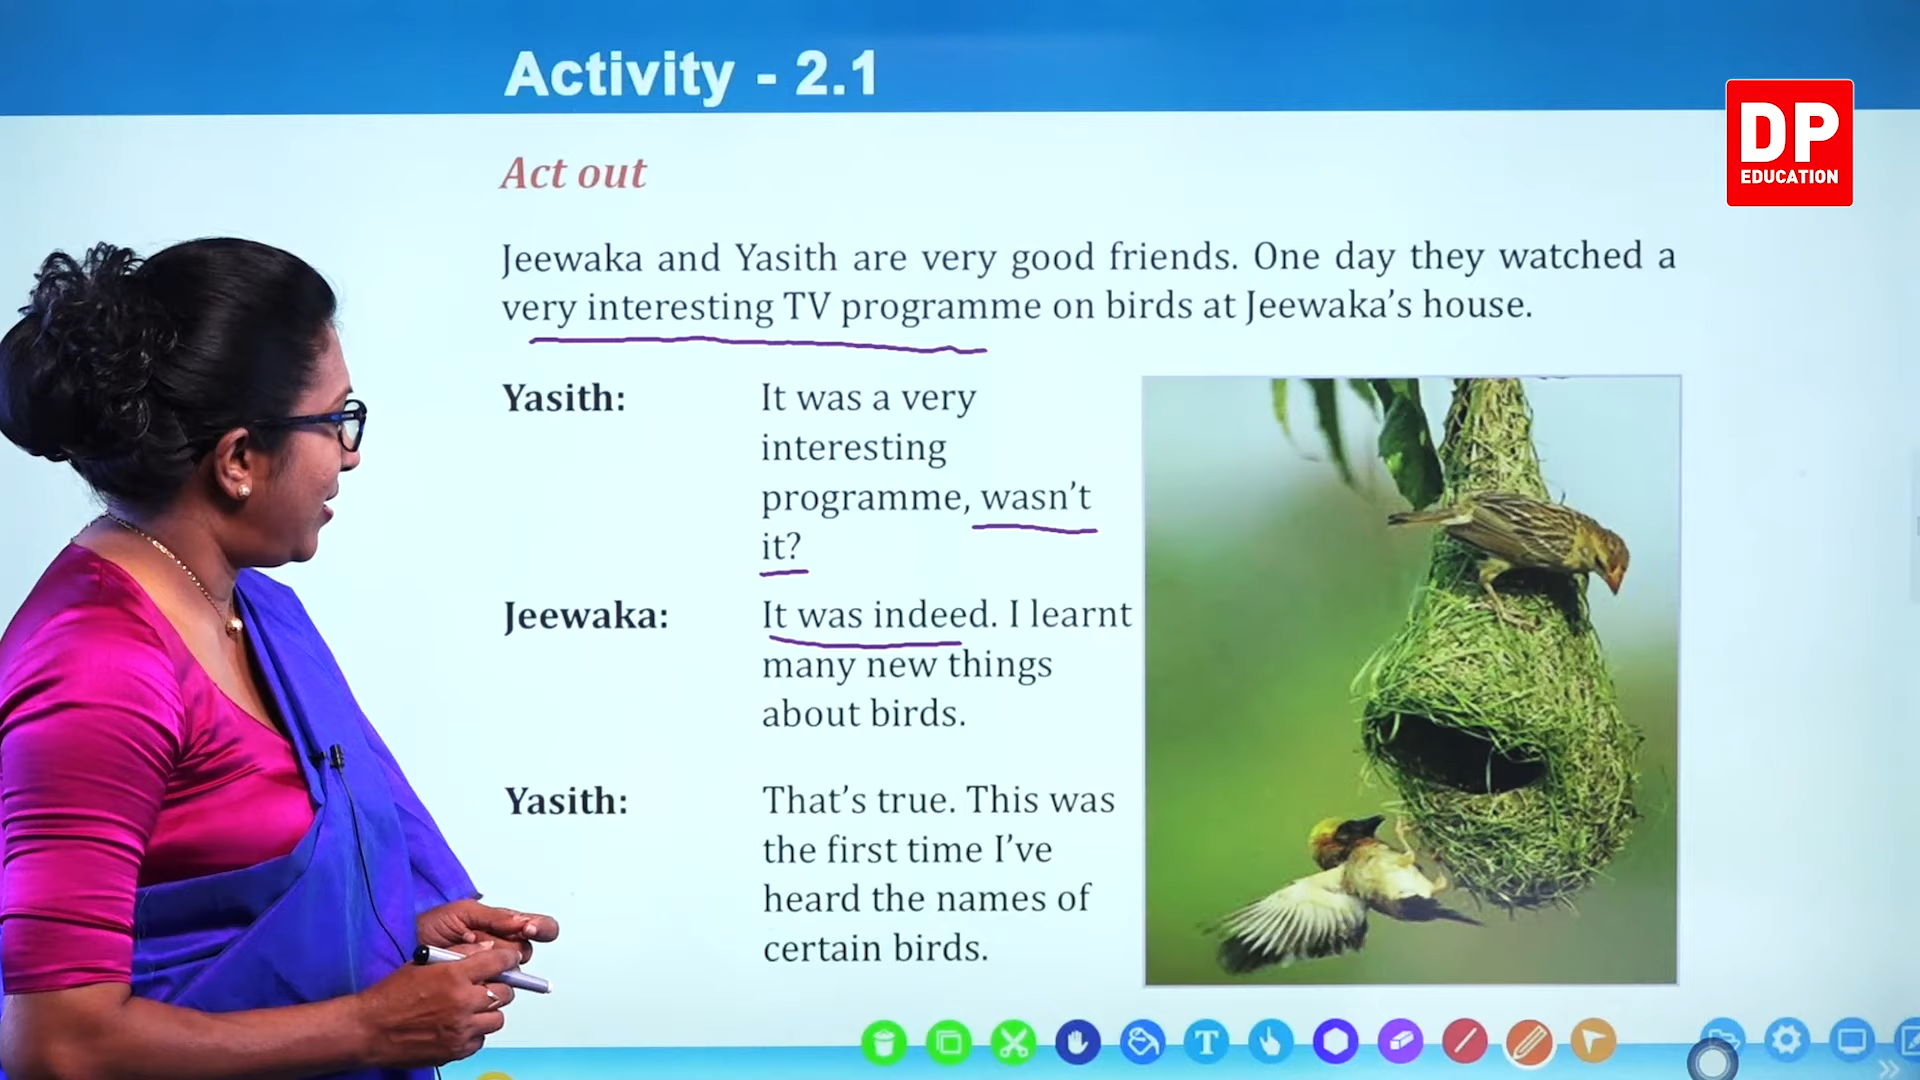 Activity - 2.1
DP
EDUCATION
Act out
Jeewaka and Yasith are very good friends. One day they watched a
very interesting TV programme on birds at Jeewaka’s house.
Yasith: It was a very
interesting
programme, wasn’t
it?
Jeewaka: It was indeed. I learnt
many new things
about birds.
Yasith: That’s true. This was
the first time I’ve
heard the names of
certain birds.
T